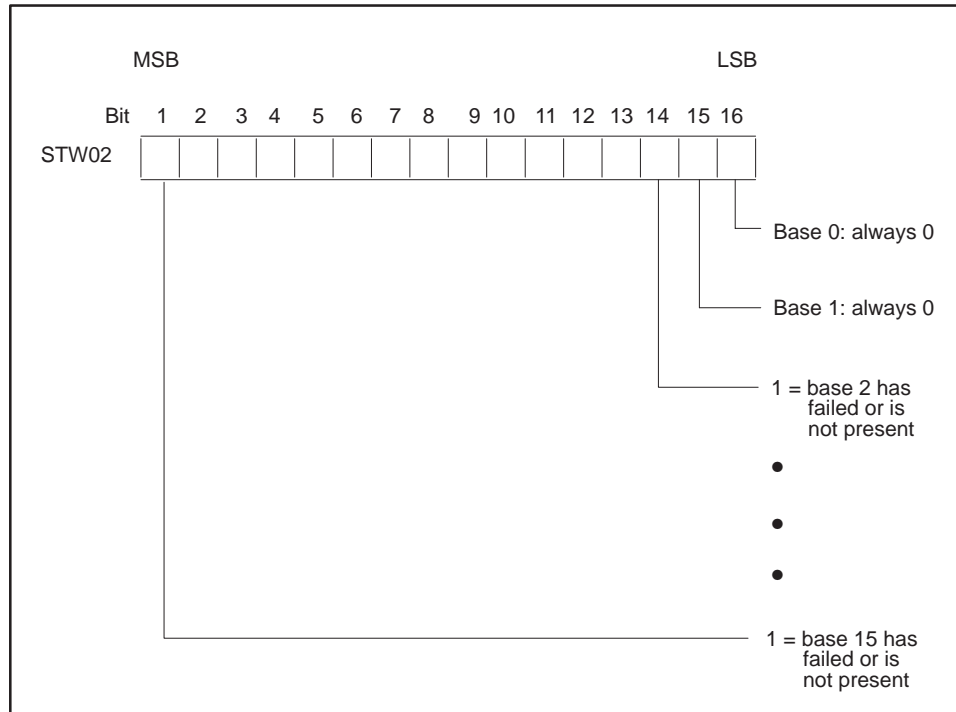 MSB LSB
Bit 1 2 3 4 5 6 7 8 9 10 11 12 13 14 15 16
STW02
Base 0: always 0
Base 1: always 0
1 = base 2 has
failed or is
not present
1 = base 15 has
failed or is
not present